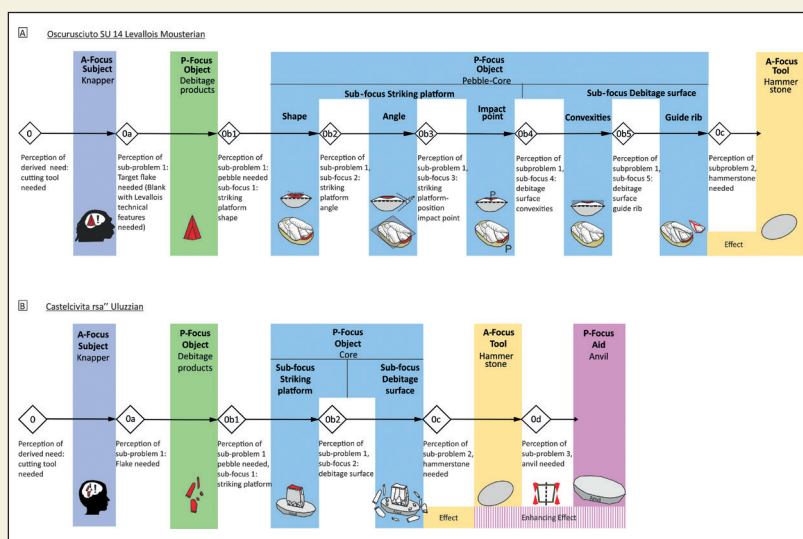 A Oscurusciuto SU 14 Levallois Mousterian
A-Focus
Subject
Knapper
P-Focus
Object
Debitage
products
P-Focus
Object
Pebble-Core
Sub-focus Striking platform
Sub-focus Debitage surface
Shape
Angle
Impact
point
Convexities
Guide rib
A-Focus
Tool
Hammer
stone
0
0a
0b1
0b2
0b3
0b4
0b5
0c
Perception of
derived need:
cutting tool
needed
Perception of
sub-problem 1:
Target flake
needed (Blank
with Levallois
technical
features
needed)
Perception of
sub-problem 1:
pebble needed
sub-focus 1:
striking
platform
shape
Perception of
sub-problem 1,
sub-focus 2:
striking
platform
angle
Perception of
sub-problem 1,
sub-focus 3:
striking
platform-
position
impact point
Perception of
subproblem 1,
sub-focus 4:
debitage
surface
convexities
Perception of
subproblem 1,
sub-focus 5:
debitage
surface
guide rib
Perception of
subproblem 2,
hammerstone
needed
!
P
P
Effect
B Castelcivita rsa'' Uluzzian
A-Focus
Subject
Knapper
P-Focus
Object
Debitage
products
P-Focus
Object
Core
Sub-focus
Striking
platform
Sub-focus
Debitage
surface
A-Focus
Tool
Hammer
stone
P-Focus
Aid
Anvil
0
0a
0b1
0b2
0c
0d
Perception of
derived need:
cutting tool
needed
Perception of
sub-problem 1:
Flake needed
Perception of
sub-problem 1
pebble needed,
sub-focus 1:
striking platform
Perception of
sub-problem 1,
sub-focus 2:
debitage surface
Perception of
sub-problem 2,
hammerstone
needed
Perception of
sub-problem 3,
anvil needed
!
Anvil
Anvil
Effect
Enhancing Effect